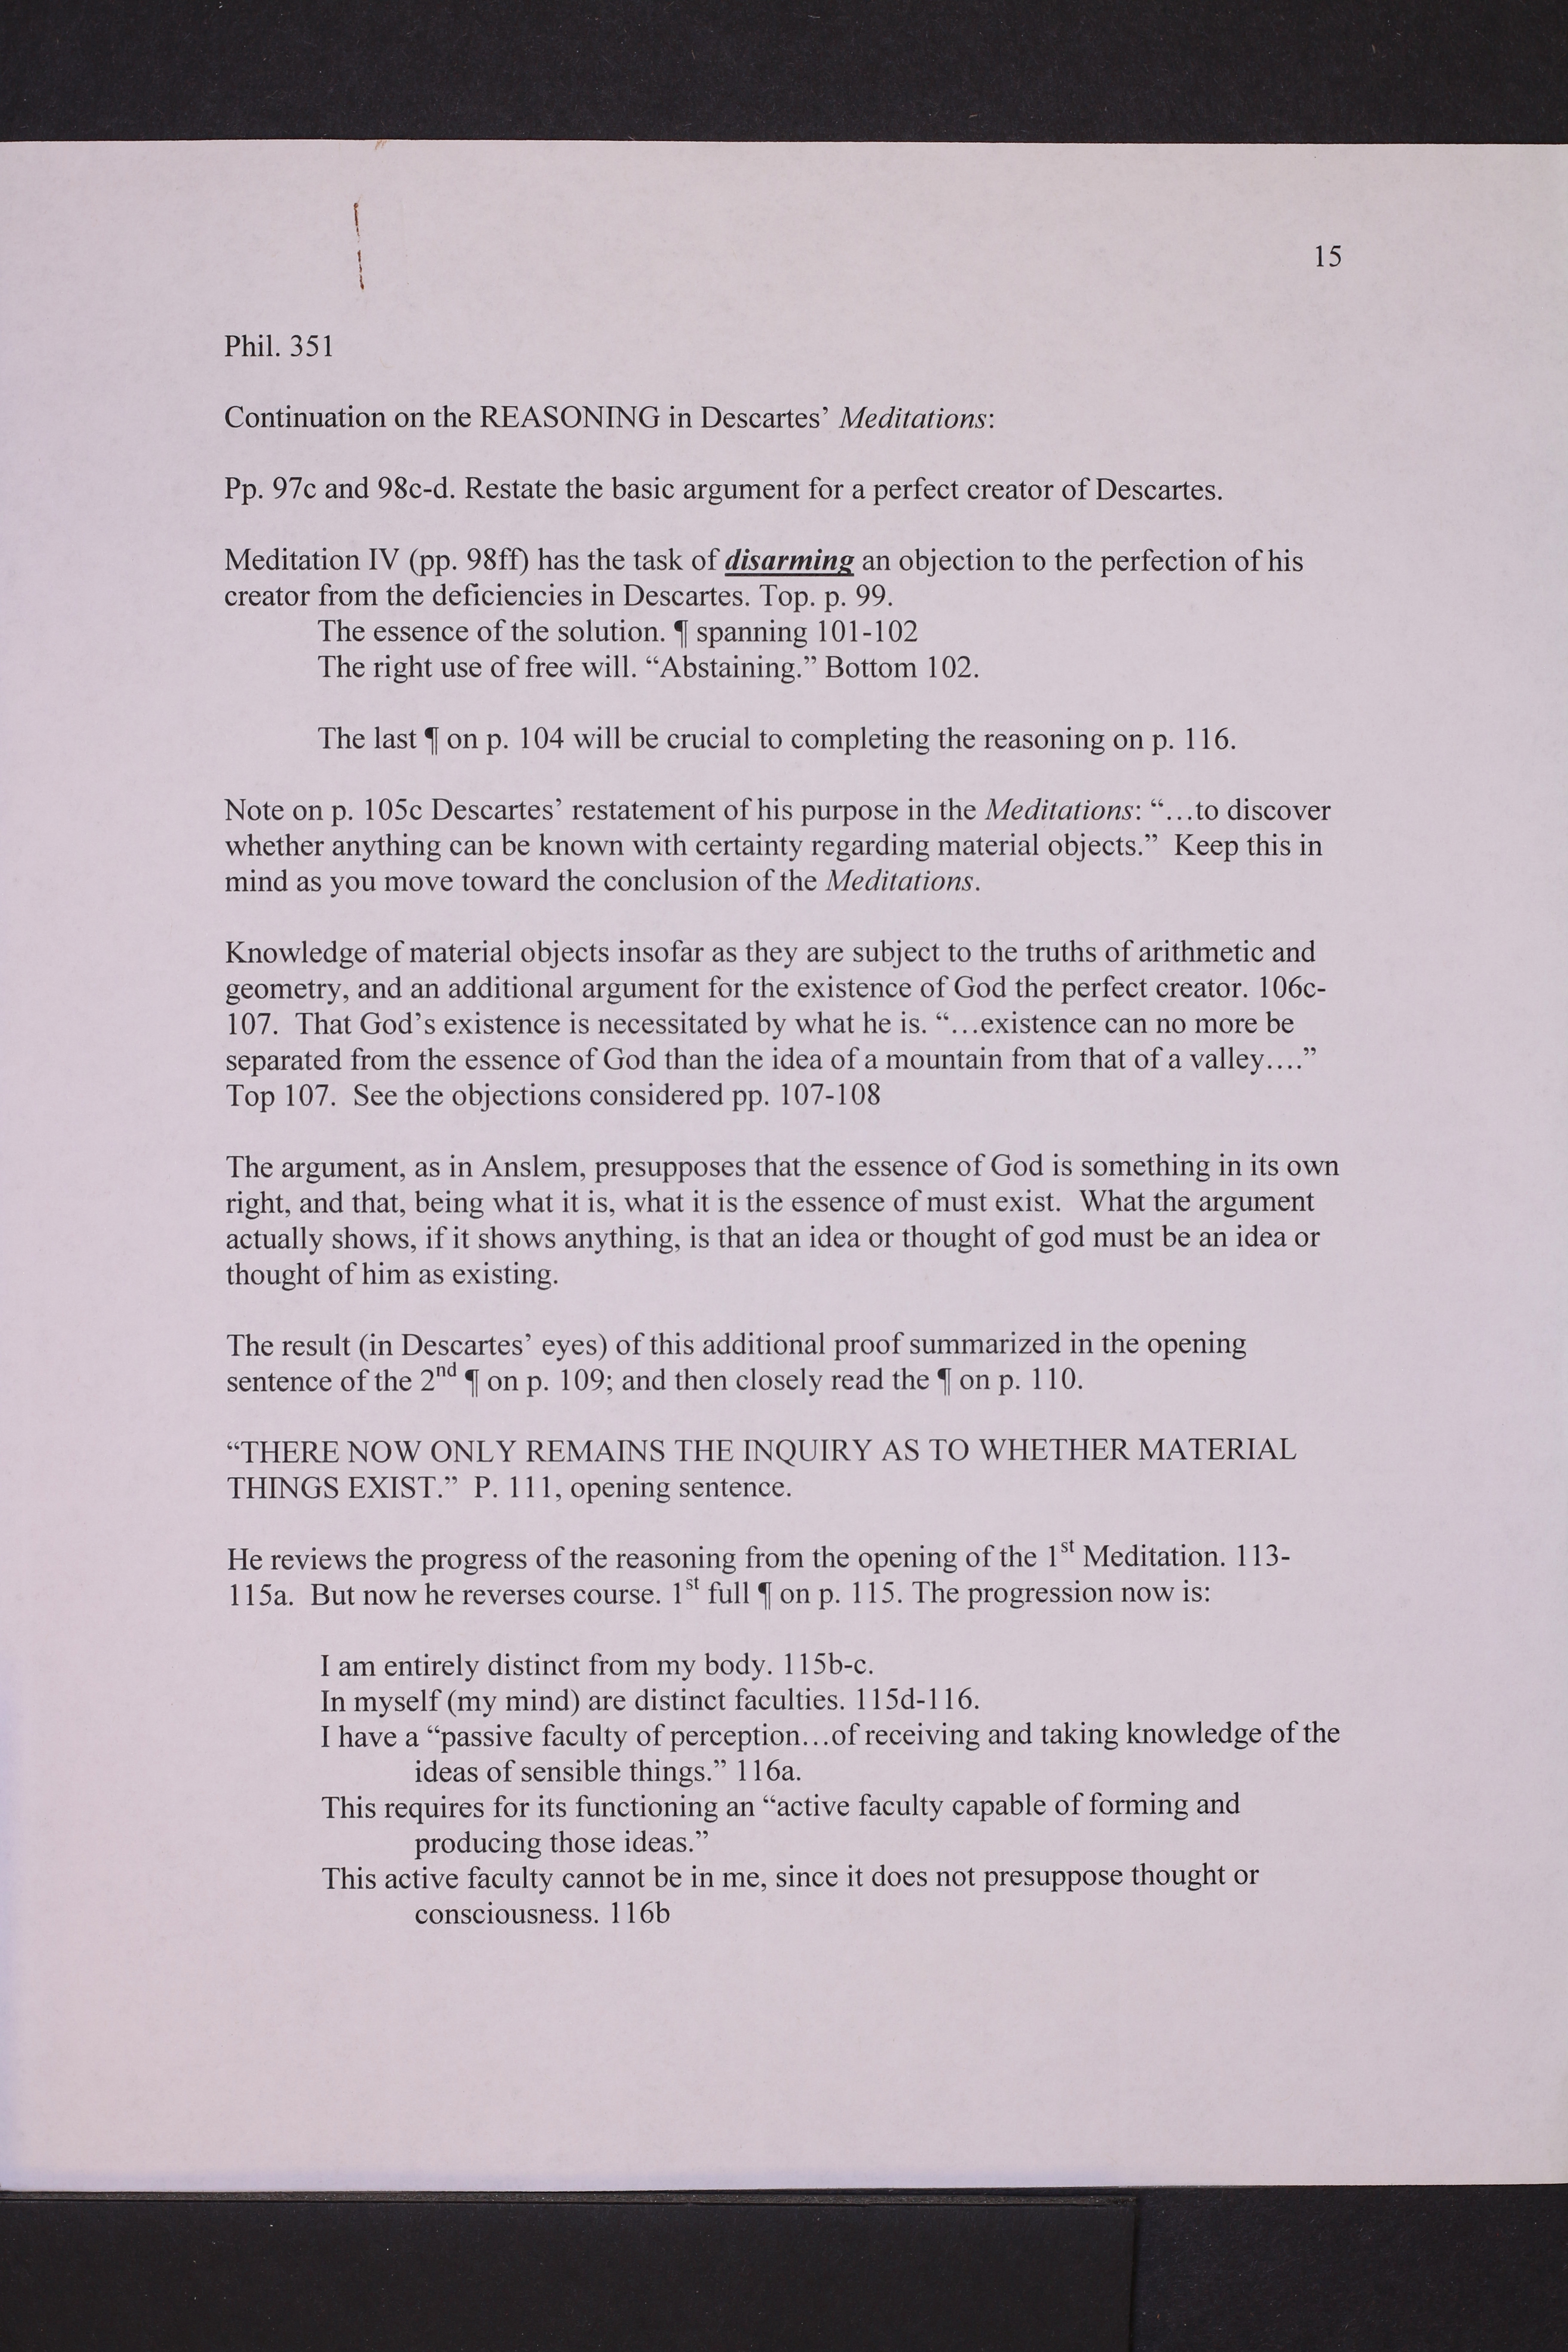 15
Phil. 351
Continuation on the REASONING in Descartes’ Meditations:
Pp. 97c and 98c-d. Restate the basic argument for a perfect creator of Descartes.
Meditation IV (pp. 98ff) has the task of disarming an objection to the perfection of his
creator from the deficiencies in Descartes. Top. p. 99.
The essence of the solution. ¶ spanning 101-102
The right use of free will. “Abstaining.” Bottom 102.
The last ¶ on p. 104 will be crucial to completing the reasoning on p. 116.
Note on p. 105c Descartes’ restatement of his purpose in the Meditations: “…to discover
whether anything can be known with certainty regarding material objects.” Keep this in
mind as you move toward the conclusion of the Meditations.
Knowledge of material objects insofar as they are subject to the truths of arithmetic and
geometry, and an additional argument for the existence of God the perfect creator. 106c-
107. That God’s existence is necessitated by what he is. “…existence can no more be
separated from the essence of God than the idea of a mountain from that of a valley….”
Top 107. See the objections considered pp. 107-108
The argument, as in Anslem, presupposes that the essence of God is something in its own
right, and that, being what it is, what it is the essence of must exist. What the argument
actually shows, if it shows anything, is that an idea or thought of god must be an idea or
thought of him as existing.
The result (in Descartes’ eyes) of this additional proof summarized in the opening
sentence of the 2nd ¶ on p. 109; and then closely read the ¶ on p. 110.
“THERE NOW ONLY REMAINS THE INQUIRY AS TO WHETHER MATERIAL
THINGS EXIST.” P. 111, opening sentence.
He reviews the progress of the reasoning from the opening of the 1st Meditation. 113-
115a. But now he reverses course. 1st full ¶ on p. 115. The progression now is:
I am entirely distinct from my body. 115b-c.
In myself (my mind) are distinct faculties. 115d-116.
I have a “passive faculty of perception…of receiving and taking knowledge of the
ideas of sensible things.” 116a.
This requires for its functioning an “active faculty capable of forming and
producing those ideas.”
This active faculty cannot be in me, since it does not presuppose thought or
consciousness. 116b